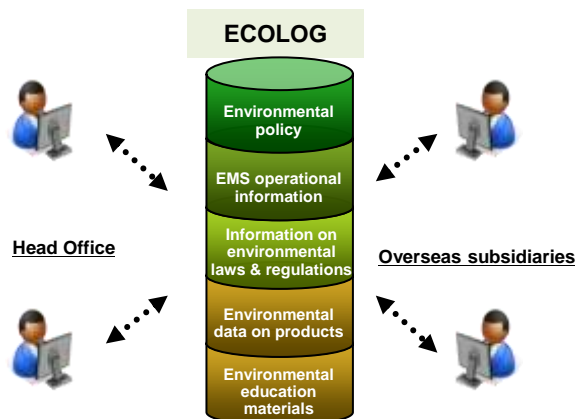 ECOLOG
Environmental
policy
EMS operational
information
Head Office
Information on
environmental
laws & regulations
Overseas subsidiaries
Environmental
data on products
Environmental
education
materials